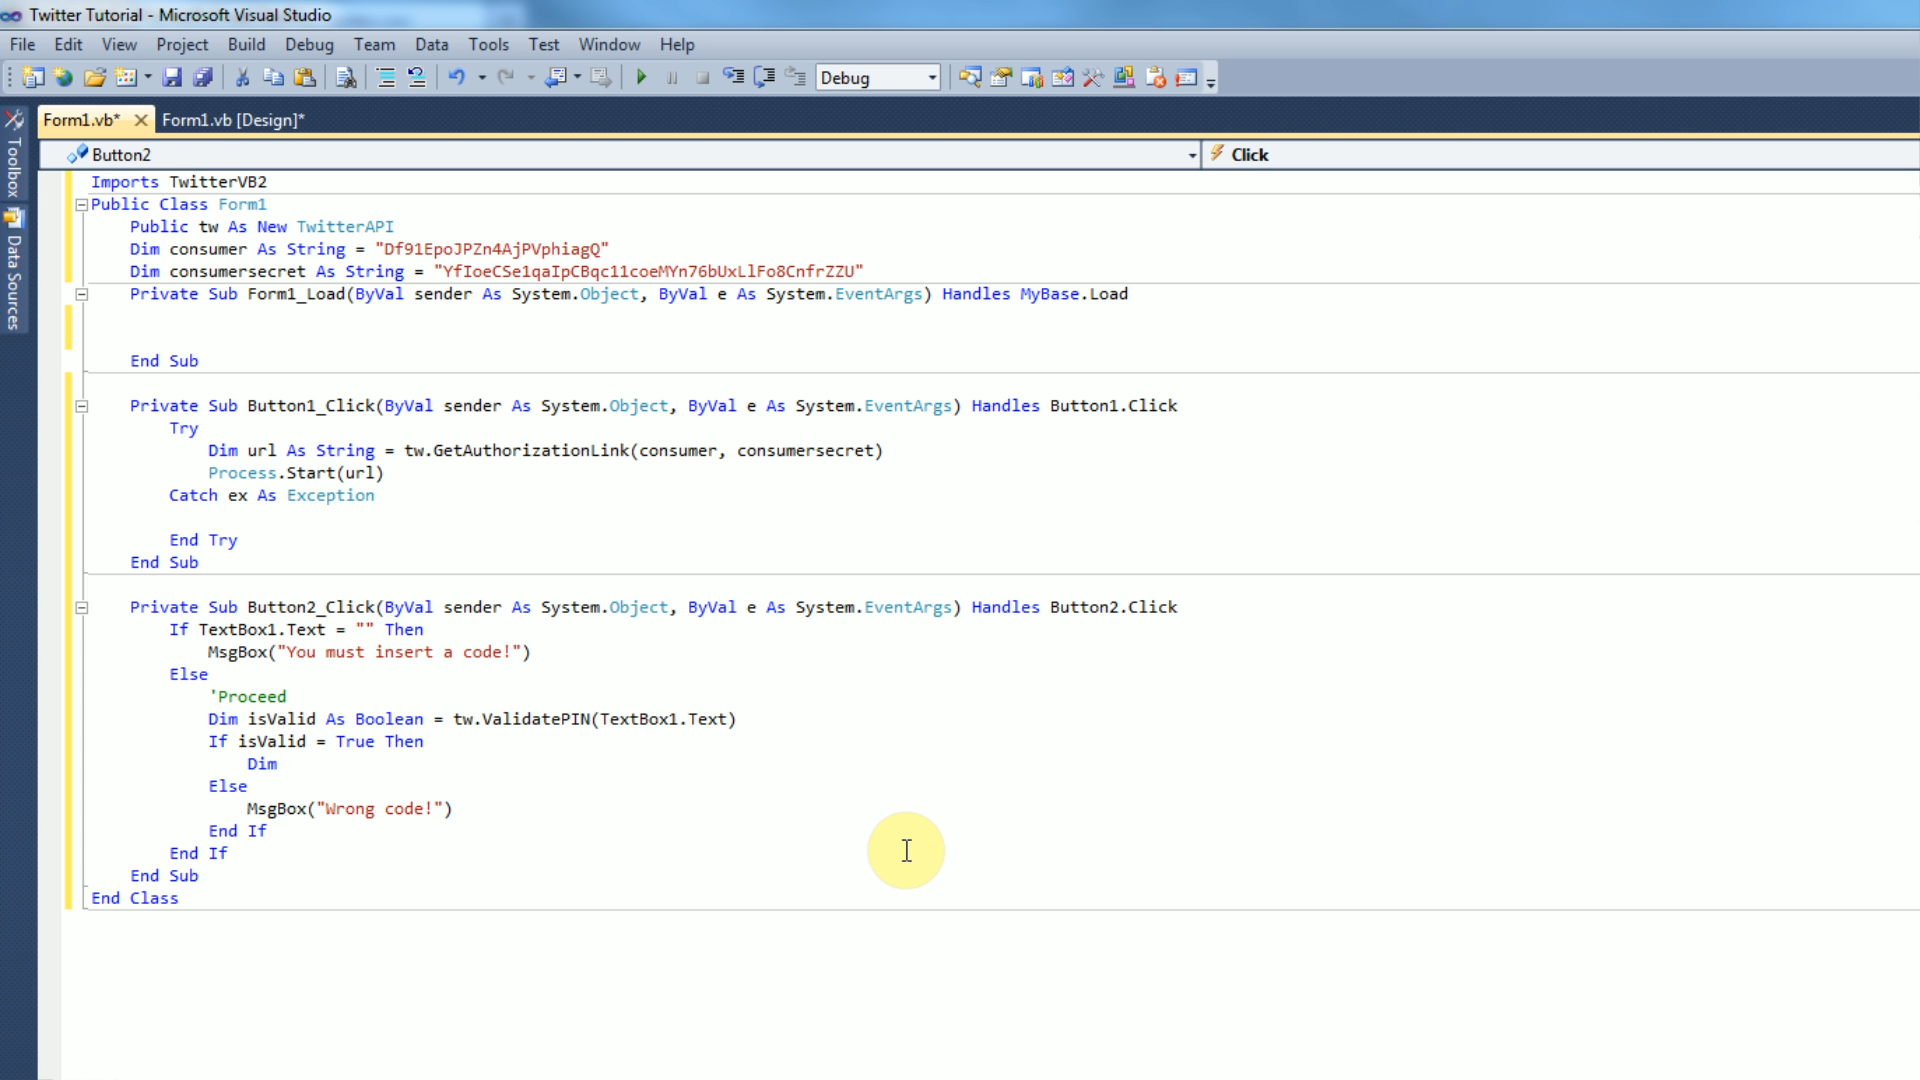 Twitter Tutorial - Microsoft Visual Studio
File Edit View Project Build Debug Team Data Tools Test Window Help
Debug
Form1.vb* Form1.vb [Design]*
Toolbox
Data Sources
Button2 Click
Imports TwitterVB2
Public Class Form1
Public tw As New TwitterAPI
Dim consumer As String = "Df91EpoJPZn4AjPVphiagQ"
Dim consumersecret As String = "YfIoeCSe1qaIpCBqc11coeMYn76bUxLlFo8CnfrZZU"
Private Sub Form1_Load(ByVal sender As System.Object, ByVal e As System.EventArgs) Handles MyBase.Load
End Sub
Private Sub Button1_Click(ByVal sender As System.Object, ByVal e As System.EventArgs) Handles Button1.Click
Try
Dim url As String = tw.GetAuthorizationLink(consumer, consumersecret)
Process.Start(url)
Catch ex As Exception
End Try
End Sub
Private Sub Button2_Click(ByVal sender As System.Object, ByVal e As System.EventArgs) Handles Button2.Click
If TextBox1.Text = "" Then
MsgBox("You must insert a code!")
Else
'Proceed
Dim isValid As Boolean = tw.ValidatePIN(TextBox1.Text)
If isValid = True Then
Dim
Else
MsgBox("Wrong code!")
End If
End If
End Sub
End Class